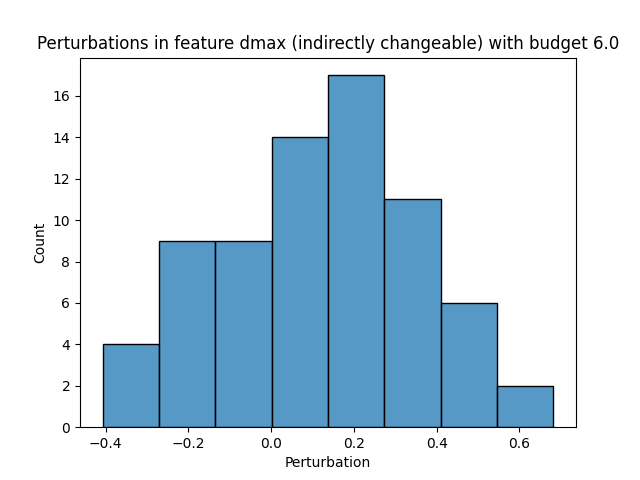 Perturbations in feature dmax (indirectly changeable) with budget 6.0
16
14
12
10
8
6
4
2
0
Count
−0.4 −0.2 0.0 0.2 0.4 0.6
Perturbation